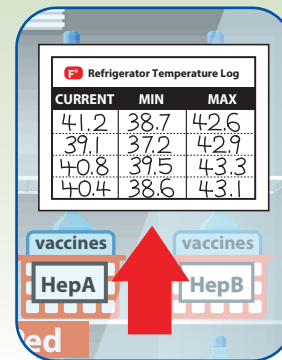 F° Refrigerator Temperature Log
CURRENT MIN MAX
41.2 38.7 42.6
39.1 37.2 42.9
40.8 39.5 43.3
40.4 38.6 43.1
vaccines vaccines
HepA HepB